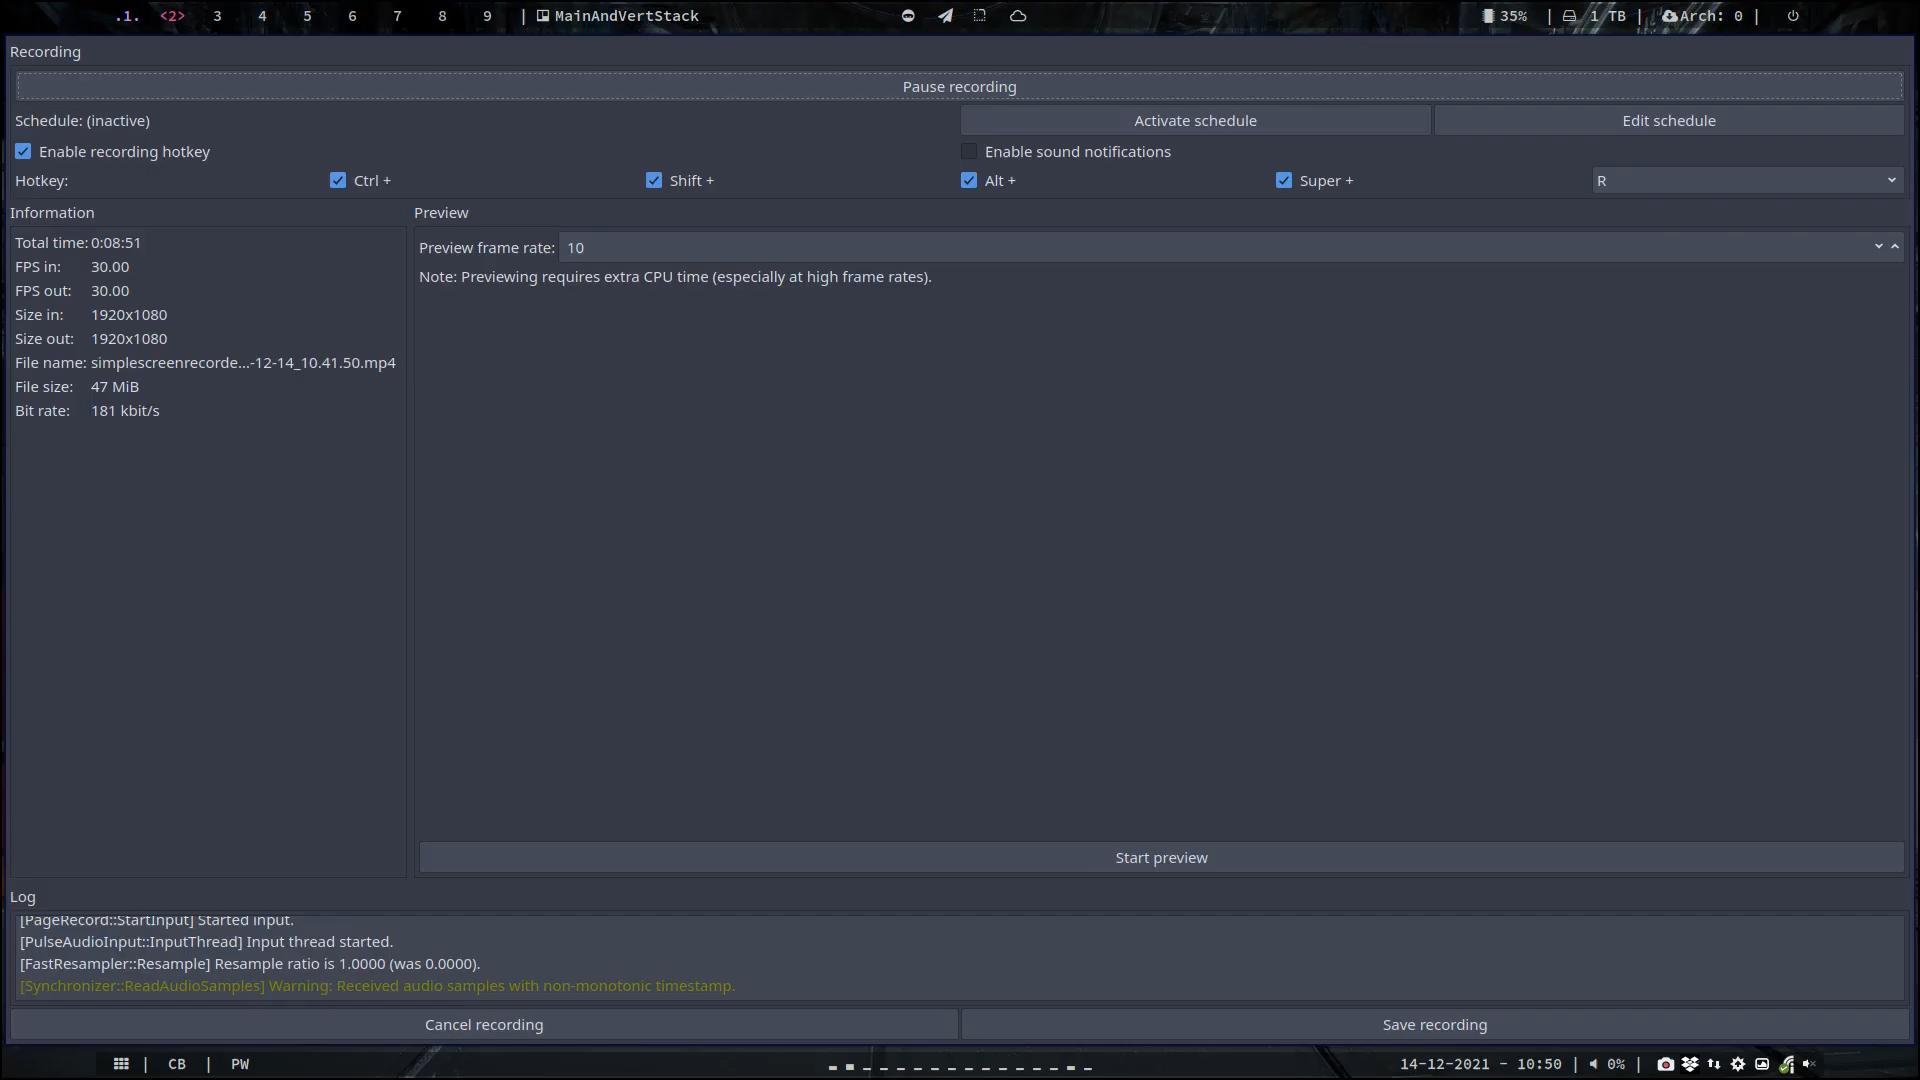 .1. <2> 3 4 5 6 7 8 9 | MainAndVertStack 35% | 1 TB | Arch: 0 |
Recording
Pause recording
Schedule: (inactive) Activate schedule Edit schedule
Enable recording hotkey Enable sound notifications
Hotkey: Ctrl + Shift + Alt + Super + R
Information Preview
Total time: 0:08:51
Preview frame rate: 10
FPS in: 30.00
Note: Previewing requires extra CPU time (especially at high frame rates).
FPS out: 30.00
Size in: 1920x1080
Size out: 1920x1080
File name: simplescreenrecorde...-12-14_10.41.50.mp4
File size: 47 MiB
Bit rate: 181 kbit/s
Start preview
Log
[PageRecord::StartInput] Started input.
[PulseAudioInput::InputThread] Input thread started.
[FastResampler::Resample] Resample ratio is 1.0000 (was 0.0000).
[Synchronizer::ReadAudioSamples] Warning: Received audio samples with non-monotonic timestamp.
Cancel recording Save recording
| CB | PW 14-12-2021 - 10:50 | 0% |